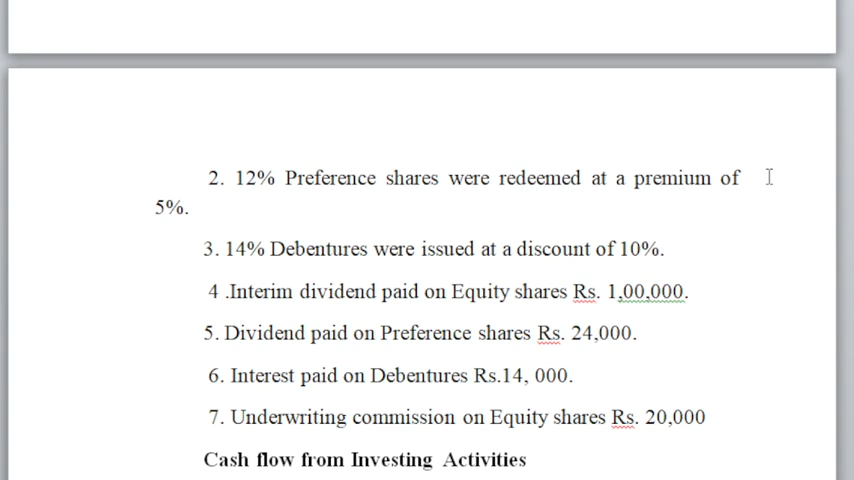 2. 12% Preference shares were redeemed at a premium of
5%.
3. 14% Debentures were issued at a discount of 10%.
4 .Interim dividend paid on Equity shares Rs. 1,00,000.
5. Dividend paid on Preference shares Rs. 24,000.
6. Interest paid on Debentures Rs.14, 000.
7. Underwriting commission on Equity shares Rs. 20,000
Cash flow from Investing Activities